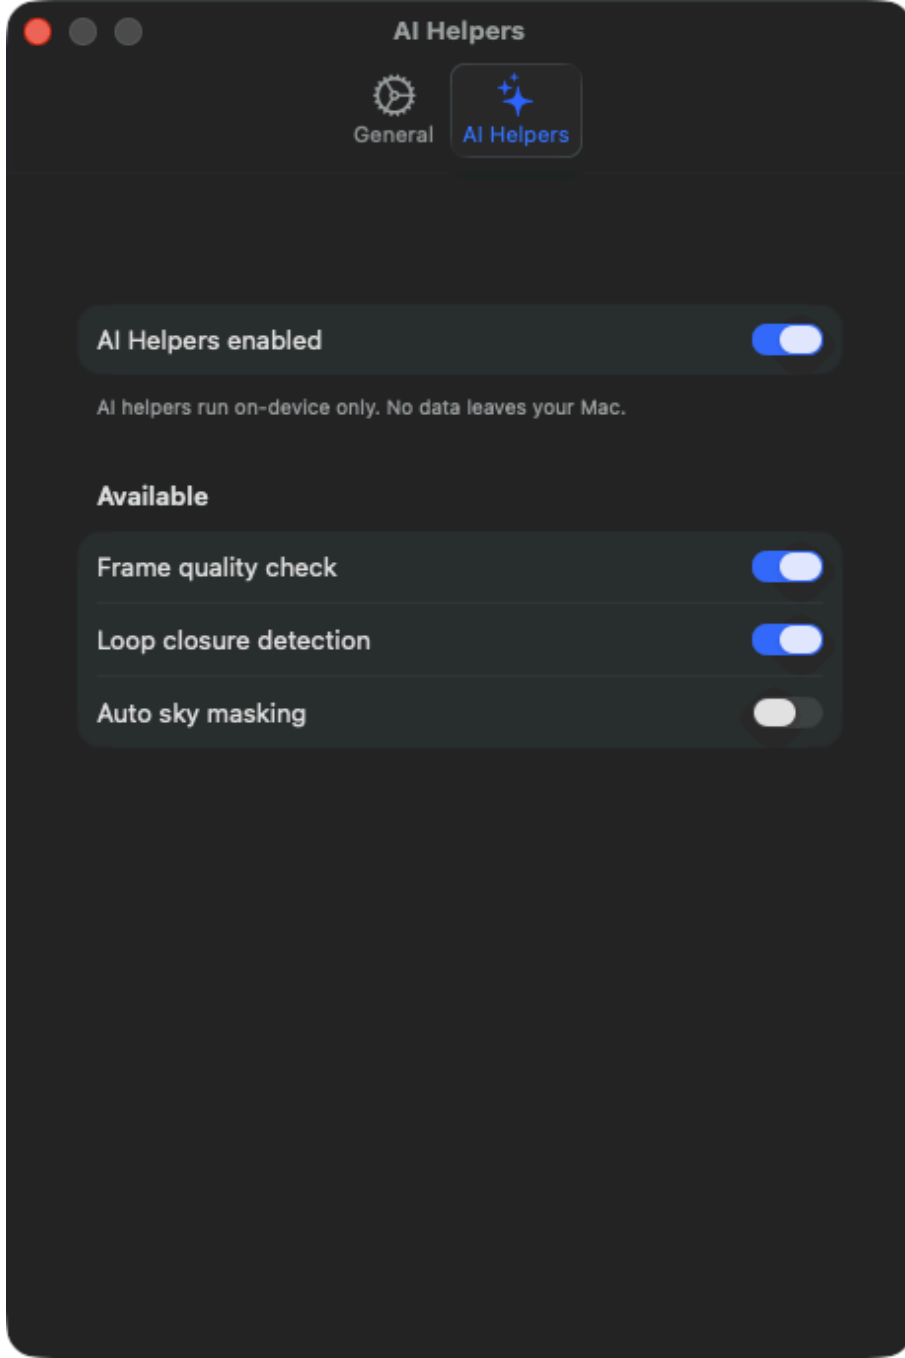 AI Helpers
General
AI Helpers
AI Helpers enabled
AI helpers run on-device only. No data leaves your Mac.
Available
Frame quality check
Loop closure detection
Auto sky masking